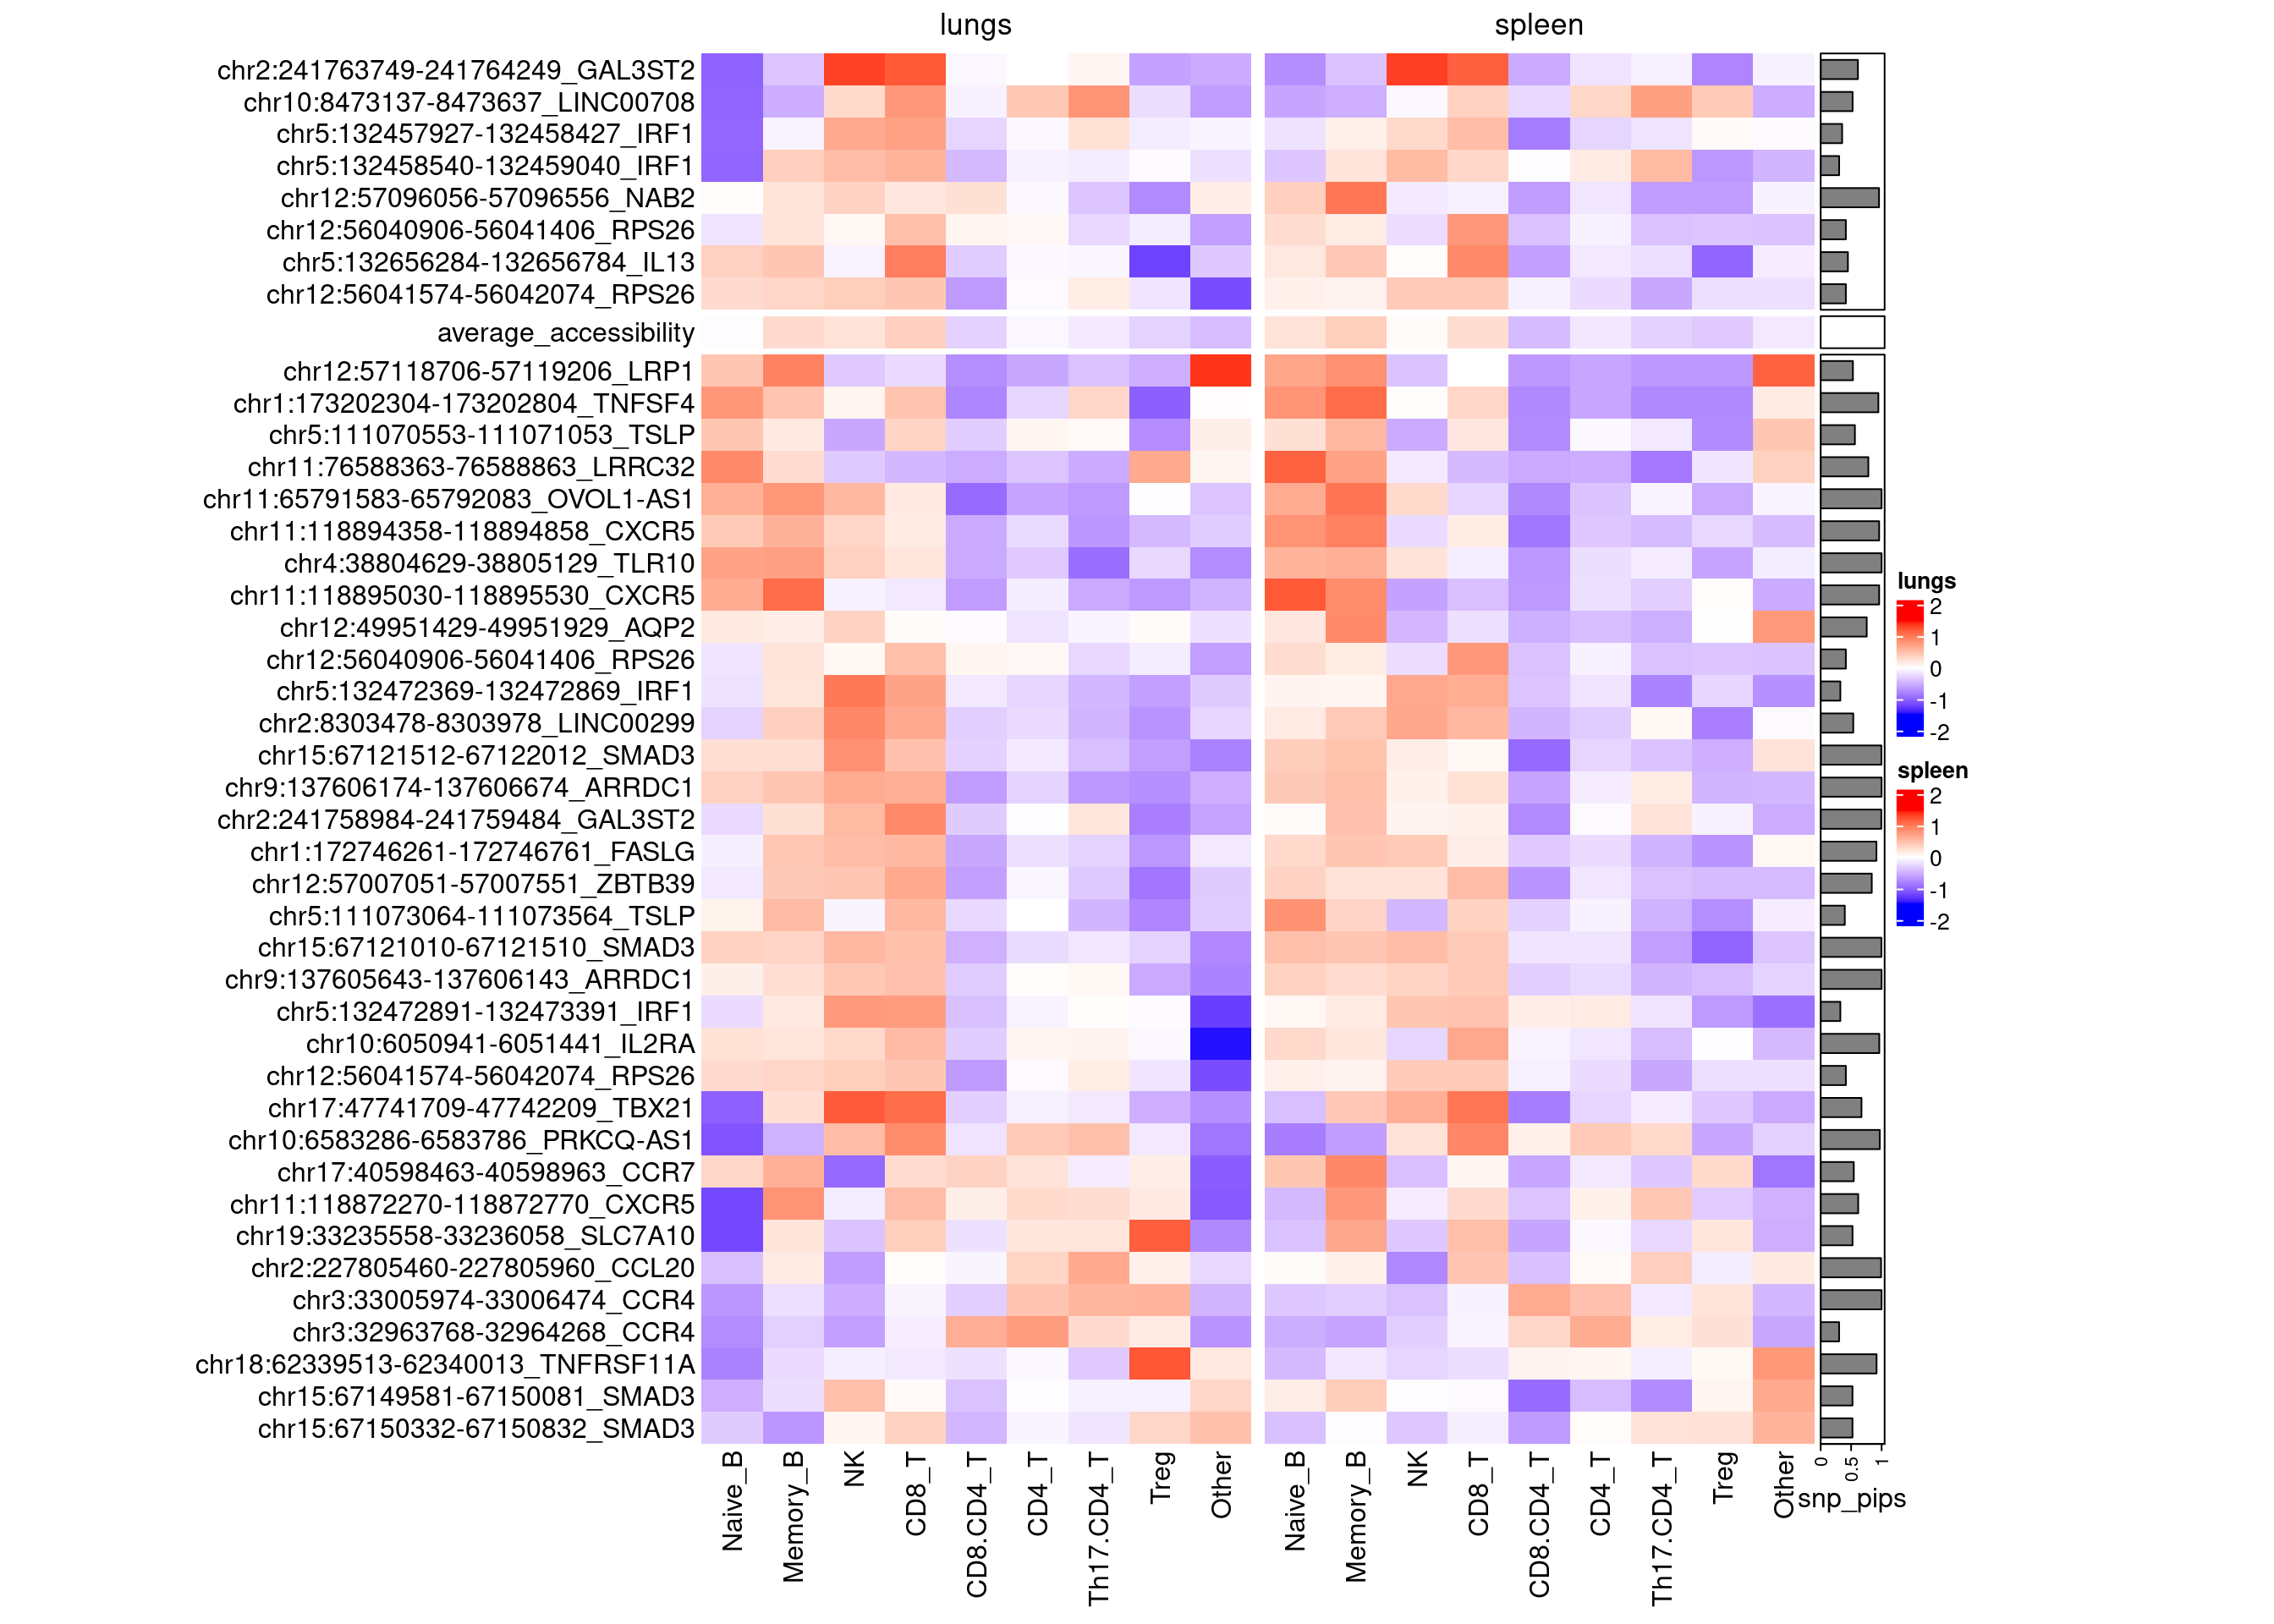 lungs spleen
chr2:241763749-241764249_GAL3ST2
chr10:8473137-8473637_LINC00708
chr5:132457927-132458427_IRF1
chr5:132458540-132459040_IRF1
chr12:57096056-57096556_NAB2
chr12:56040906-56041406_RPS26
chr5:132656284-132656784_IL13
chr12:56041574-56042074_RPS26
average_accessibility
chr12:57118706-57119206_LRP1
chr1:173202304-173202804_TNFSF4
chr5:111070553-111071053_TSLP
chr11:76588363-76588863_LRRC32
chr11:65791583-65792083_OVOL1-AS1
chr11:118894358-118894858_CXCR5
chr4:38804629-38805129_TLR10
chr11:118895030-118895530_CXCR5
chr12:49951429-49951929_AQP2
chr12:56040906-56041406_RPS26
chr5:132472369-132472869_IRF1
chr2:8303478-8303978_LINC00299
chr15:67121512-67122012_SMAD3
chr9:137606174-137606674_ARRDC1
chr2:241758984-241759484_GAL3ST2
chr1:172746261-172746761_FASLG
chr12:57007051-57007551_ZBTB39
chr5:111073064-111073564_TSLP
chr15:67121010-67121510_SMAD3
chr9:137605643-137606143_ARRDC1
chr5:132472891-132473391_IRF1
chr10:6050941-6051441_IL2RA
chr12:56041574-56042074_RPS26
chr17:47741709-47742209_TBX21
chr10:6583286-6583786_PRKCQ-AS1
chr17:40598463-40598963_CCR7
chr11:118872270-118872770_CXCR5
chr19:33235558-33236058_SLC7A10
chr2:227805460-227805960_CCL20
chr3:33005974-33006474_CCR4
chr3:32963768-32964268_CCR4
chr18:62339513-62340013_TNFRSF11A
chr15:67149581-67150081_SMAD3
chr15:67150332-67150832_SMAD3
Naive_B
Memory_B
NK
CD8_T
CD8.CD4_T
CD4_T
Th17.CD4_T
Treg
Other
Naive_B
Memory_B
NK
CD8_T
CD8.CD4_T
CD4_T
Th17.CD4_T
Treg
Other
0
0.5
1
snp_pips
lungs
2
1
0
-1
-2
spleen
2
1
0
-1
-2